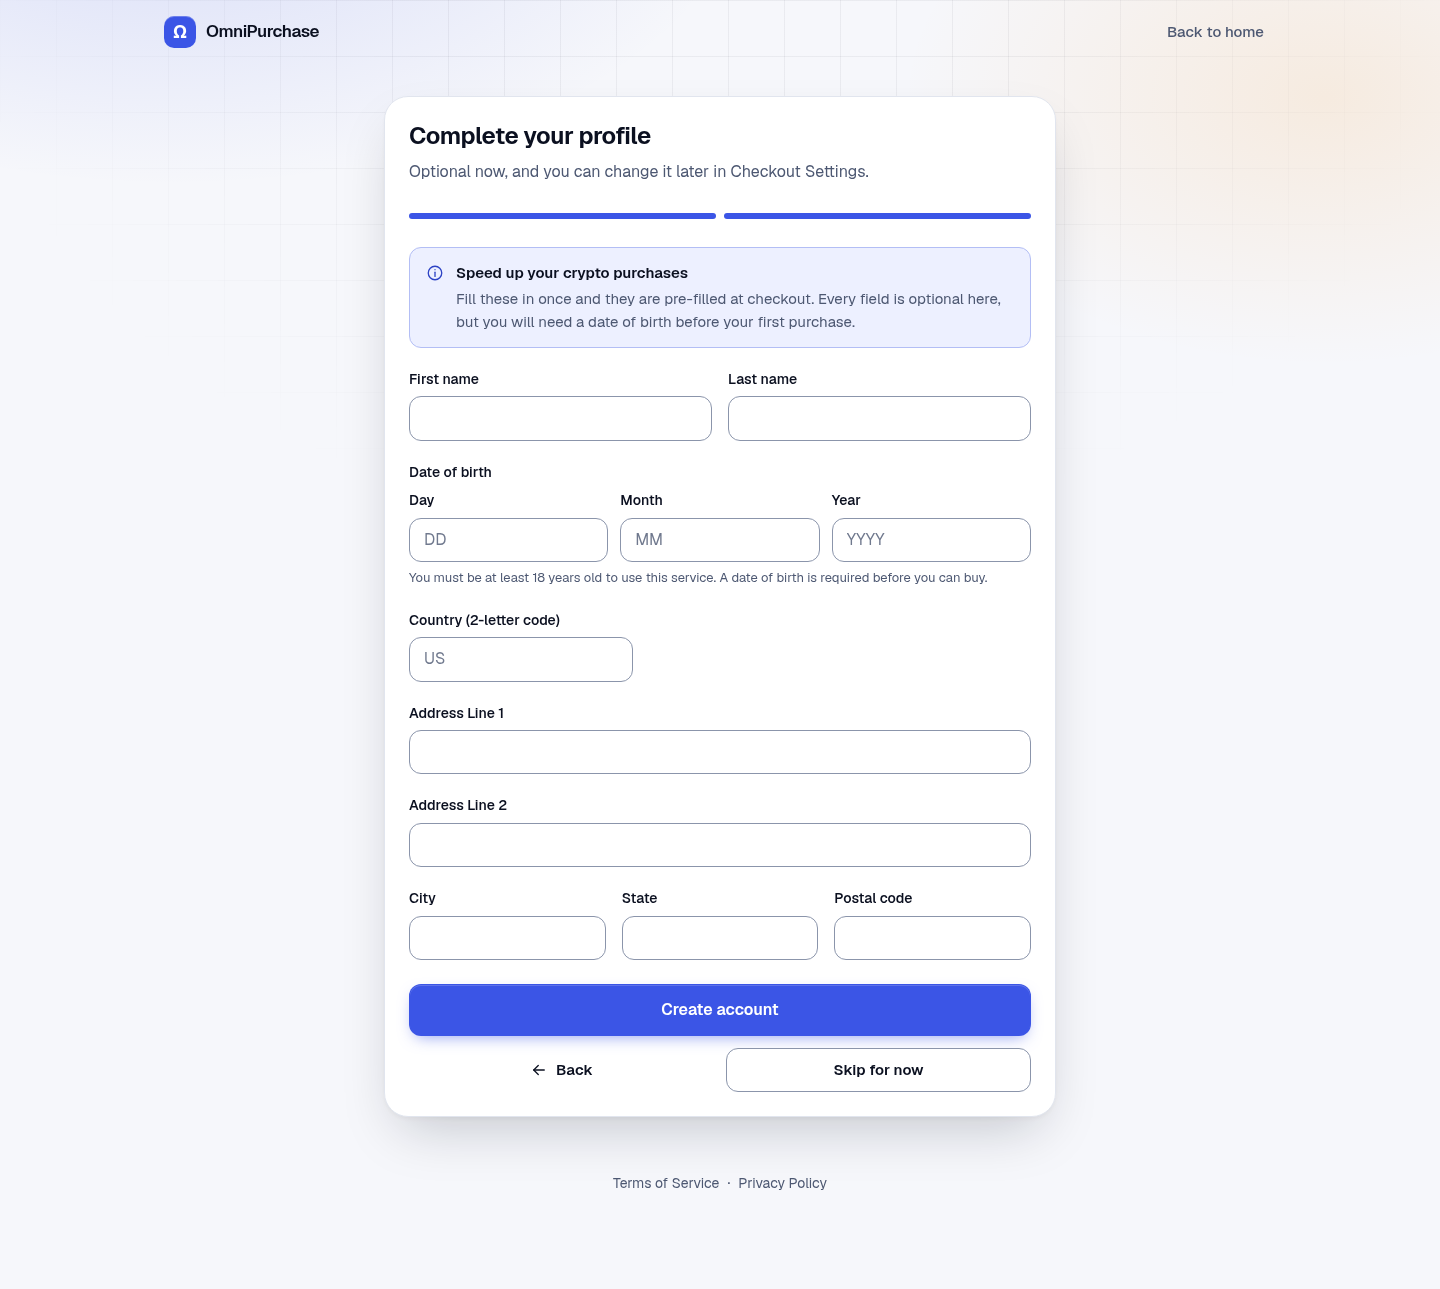 Ω OmniPurchase
Back to home
Complete your profile
Optional now, and you can change it later in Checkout Settings.
Speed up your crypto purchases
Fill these in once and they are pre-filled at checkout. Every field is optional here,
but you will need a date of birth before your first purchase.
First name
Last name
Date of birth
Day
Month
Year
DD
MM
YYYY
You must be at least 18 years old to use this service. A date of birth is required before you can buy.
Country (2-letter code)
US
Address Line 1
Address Line 2
City
State
Postal code
Create account
← Back
Skip for now
Terms of Service · Privacy Policy